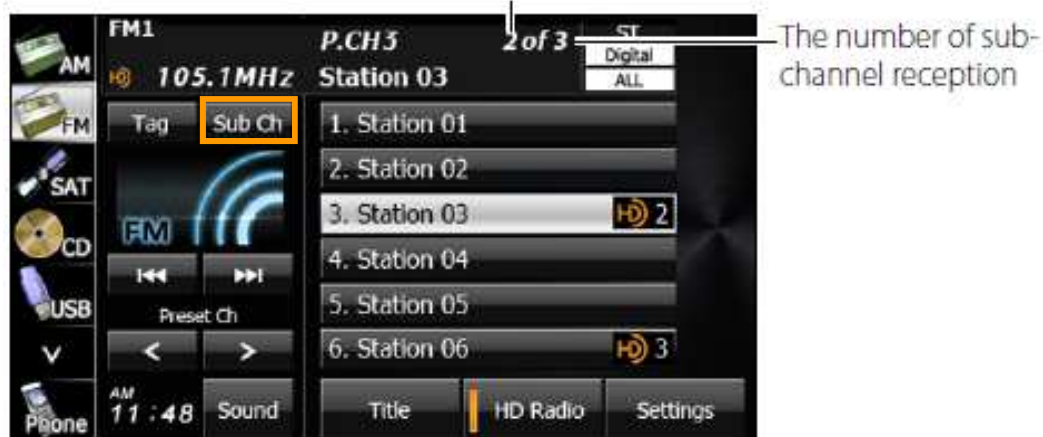 AM
FM
SAT
CD
USB
Phone
FM1
HD 105.1MHz
P.CH3 2 of 3 ST
Digital
ALL
Station 03
Tag Sub Ch
FM
Preset Ch
< >
AM
11:48 Sound
1. Station 01
2. Station 02
3. Station 03 HD 2
4. Station 04
5. Station 05
6. Station 06 HD 3
Title HD Radio Settings
The number of sub-
channel reception